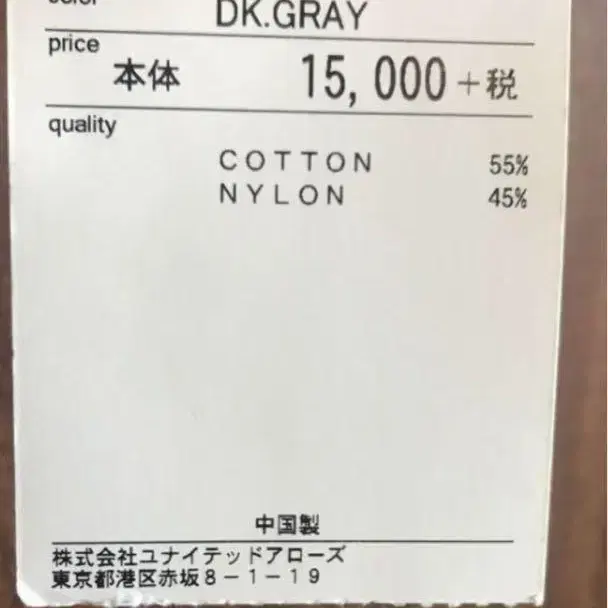 color
DK.GRAY
price
本体 15,000+税
quality
COTTON 55%
NYLON 45%
中国製
株式会社ユナイテッドアローズ
東京都港区赤坂8-1-19